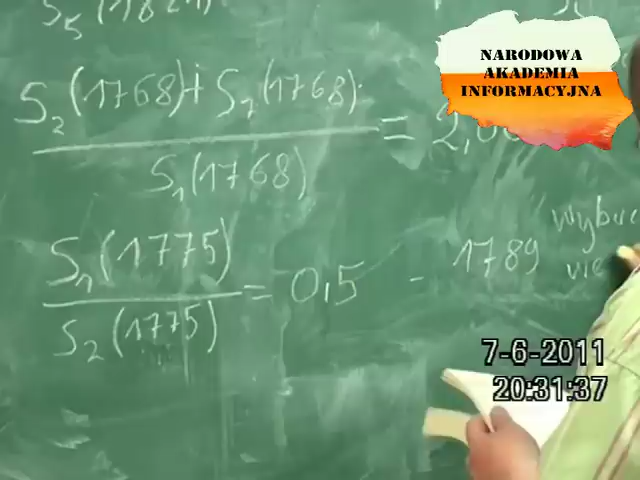 NARODOWA
AKADEMIA
INFORMACYJNA
S₂(1768)+S₇(1768)
S₁(1768)
=
S₁(1775)
S₂(1775)
= 0,5 - 1789
7-6-2011
20:31:37